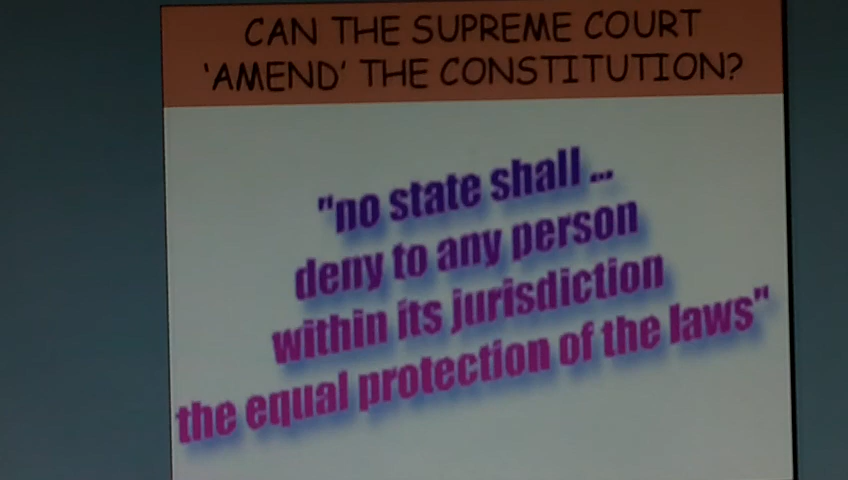 CAN THE SUPREME COURT
'AMEND' THE CONSTITUTION?
"no state shall ...
deny to any person
within its jurisdiction
the equal protection of the laws"